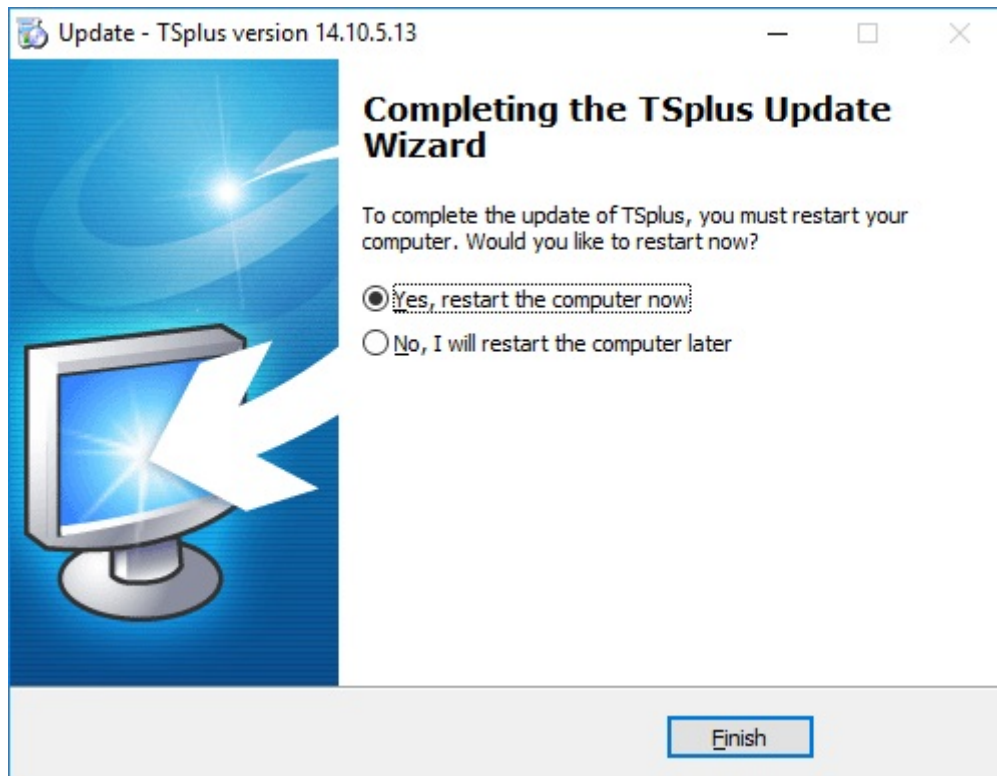 Update - TSplus version 14.10.5.13
Completing the TSplus Update
Wizard
To complete the update of TSplus, you must restart your
computer. Would you like to restart now?
Yes, restart the computer now
No, I will restart the computer later
Finish